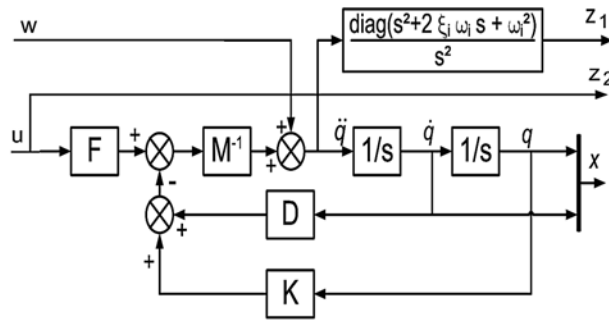 w
diag(s²+2 ξᵢ ωᵢ s + ωᵢ²)
s²
z₁
z₂
u
F
+
-
M⁻¹
+
+
q̈
1/s
q̇
1/s
q
x
+
D
+
K